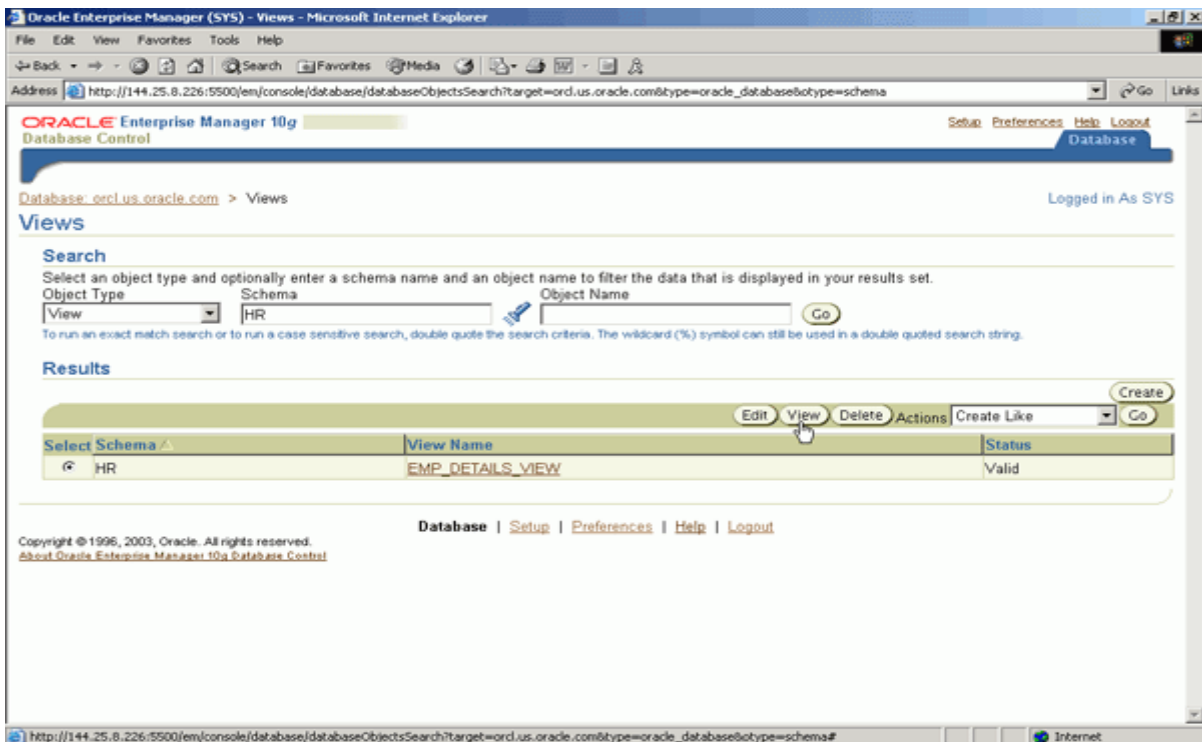 Oracle Enterprise Manager (SYS) - Views - Microsoft Internet Explorer
File Edit View Favorites Tools Help
Back Search Favorites Media
Address http://144.25.8.226:5500/em/console/database/databaseObjectsSearch?target=orcl.us.oracle.com&type=oracle_database&otype=schema Go Links
ORACLE Enterprise Manager 10g
Database Control
Setup Preferences Help Logout
Database
Database: orcl.us.oracle.com > Views Logged in As SYS
Views
Search
Select an object type and optionally enter a schema name and an object name to filter the data that is displayed in your results set.
Object Type Schema Object Name
View HR Go
To run an exact match search or to run a case sensitive search, double quote the search criteria. The wildcard (%) symbol can still be used in a double quoted search string.
Results
Create
Edit View Delete Actions Create Like Go
Select Schema View Name Status
HR EMP_DETAILS_VIEW Valid
Database | Setup | Preferences | Help | Logout
Copyright © 1996, 2003, Oracle. All rights reserved.
About Oracle Enterprise Manager 10g Database Control
http://144.25.8.226:5500/em/console/database/databaseObjectsSearch?target=orcl.us.oracle.com&type=oracle_database&otype=schema# Internet